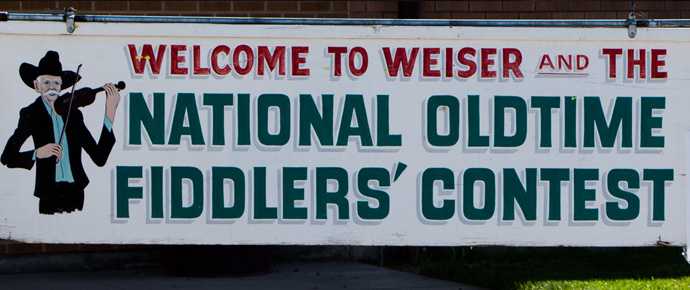 WELCOME TO WEISER AND THE
NATIONAL OLDTIME
FIDDLERS' CONTEST